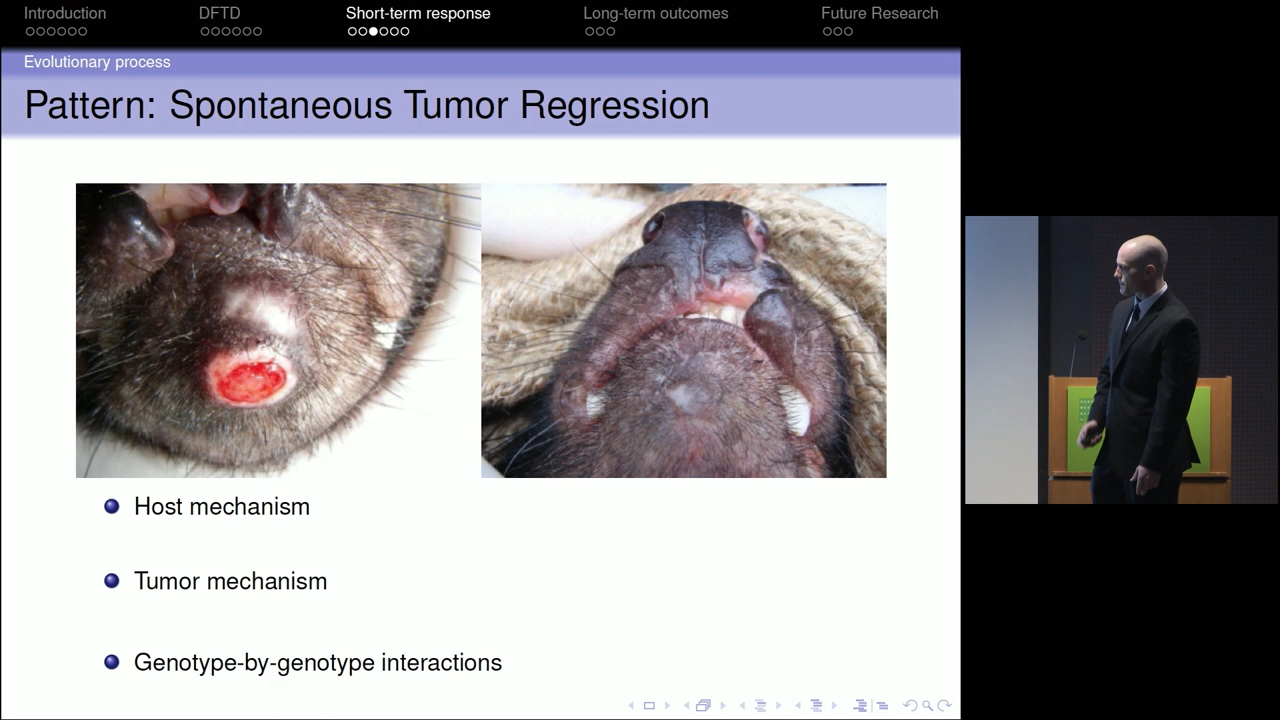 Introduction
DFTD
Short-term response
Long-term outcomes
Future Research
Evolutionary process
Pattern: Spontaneous Tumor Regression
Host mechanism
Tumor mechanism
Genotype-by-genotype interactions